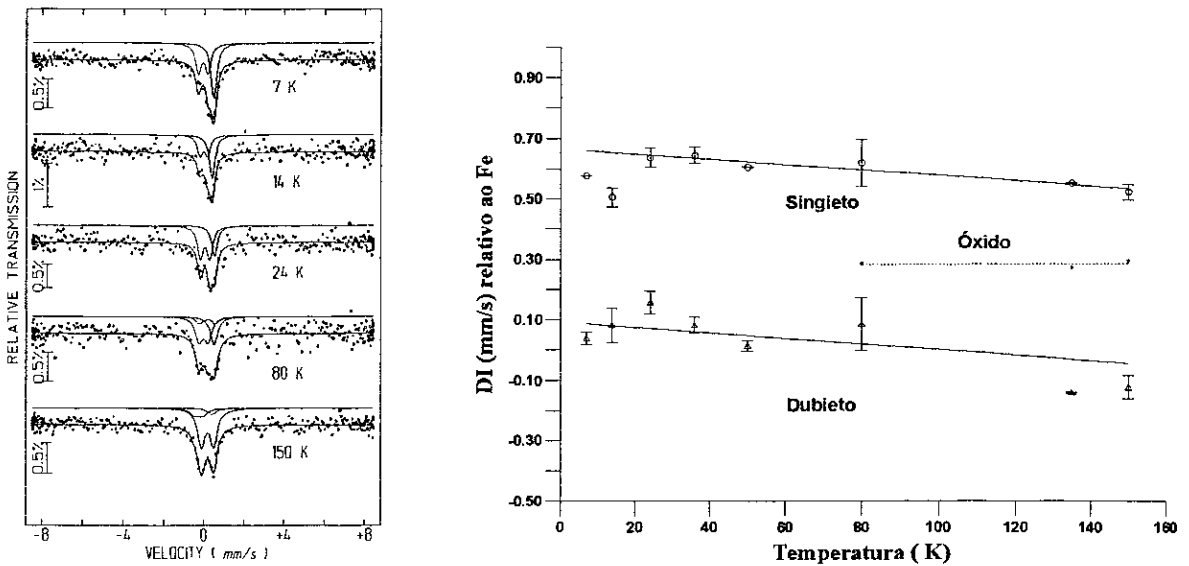 RELATIVE TRANSMISSION
0.5%
7 K
1%
14 K
0.5%
24 K
0.5%
80 K
0.5%
150 K
-8 -4 0 +4 +8
VELOCITY ( mm/s )
DI (mm/s) relativo ao Fe
0.90
0.70
0.50
0.30
0.10
-0.10
-0.30
-0.50
Singleto
Óxido
Dubleto
0 20 40 60 80 100 120 140 160
Temperatura ( K)